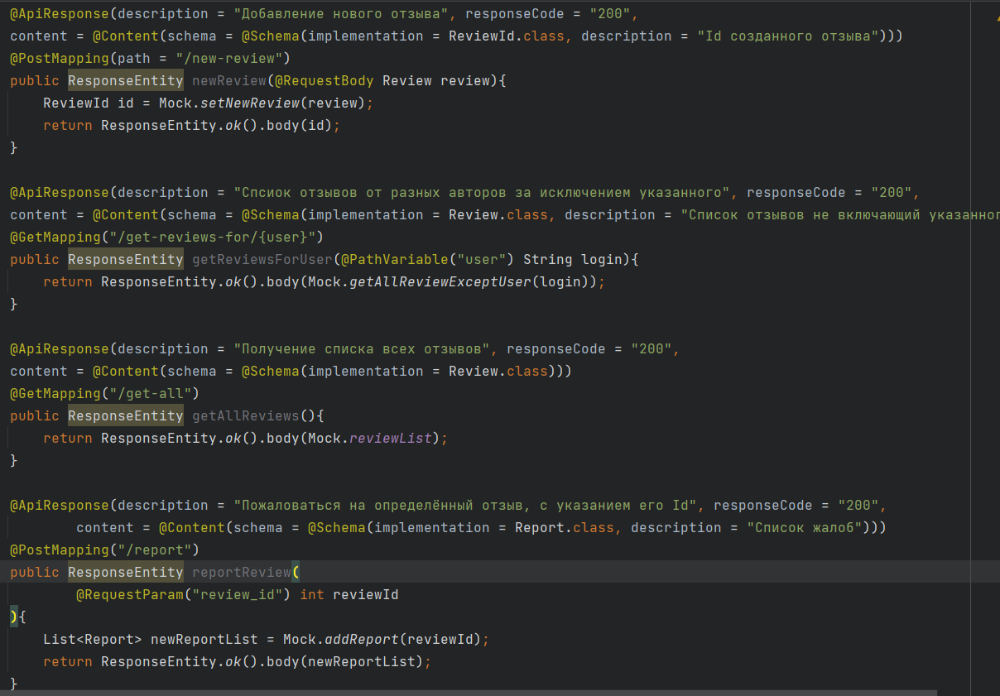 @ApiResponse(description = "Добавление нового отзыва", responseCode = "200",
content = @Content(schema = @Schema(implementation = ReviewId.class, description = "Id созданного отзыва")))
@PostMapping(path = "/new-review")
public ResponseEntity newReview(@RequestBody Review review){
    ReviewId id = Mock.setNewReview(review);
    return ResponseEntity.ok().body(id);
}

@ApiResponse(description = "Спсиок отзывов от разных авторов за исключением указанного", responseCode = "200",
content = @Content(schema = @Schema(implementation = Review.class, description = "Список отзывов не включающий
@GetMapping("/get-reviews-for/{user}")
public ResponseEntity getReviewsForUser(@PathVariable("user") String login){
    return ResponseEntity.ok().body(Mock.getAllReviewExceptUser(login));
}

@ApiResponse(description = "Получение списка всех отзывов", responseCode = "200",
content = @Content(schema = @Schema(implementation = Review.class)))
@GetMapping("/get-all")
public ResponseEntity getAllReviews(){
    return ResponseEntity.ok().body(Mock.reviewList);
}

@ApiResponse(description = "Пожаловаться на определённый отзыв, с указанием его Id", responseCode = "200",
        content = @Content(schema = @Schema(implementation = Report.class, description = "Список жалоб")))
@PostMapping("/report")
public ResponseEntity reportReview(
        @RequestParam("review_id") int reviewId
){
    List<Report> newReportList = Mock.addReport(reviewId);
    return ResponseEntity.ok().body(newReportList);
}